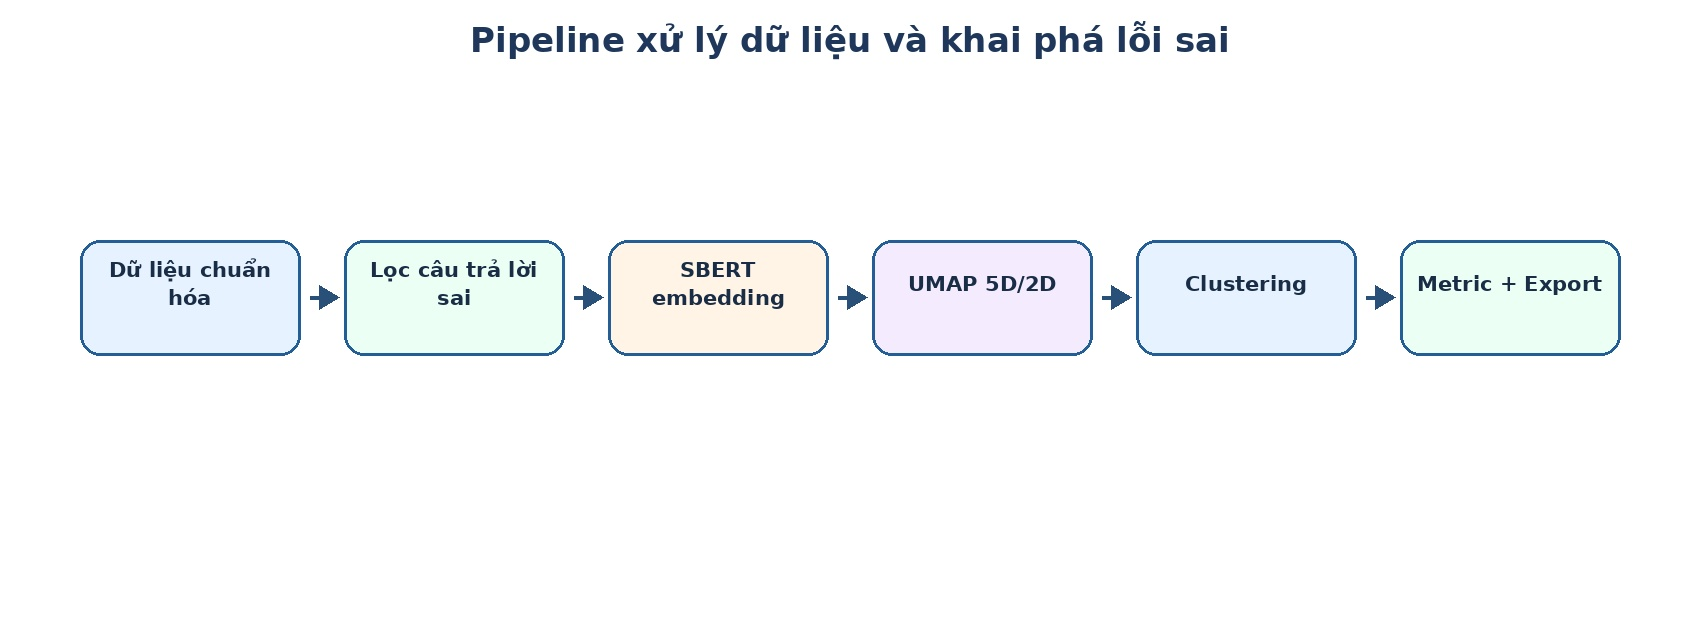 Pipeline xử lý dữ liệu và khai phá lỗi sai
Dữ liệu chuẩn
hóa
Lọc câu trả lời
sai
SBERT
embedding
UMAP 5D/2D
Clustering
Metric + Export